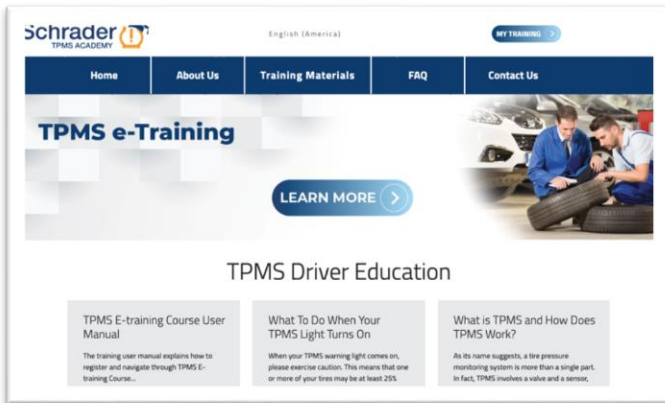 Schrader
TPMS ACADEMY
English (America)
MY TRAINING
Home About Us Training Materials FAQ Contact Us
TPMS e-Training
LEARN MORE
TPMS Driver Education
TPMS E-training Course User
Manual
The training user manual explains how to
register and navigate through TPMS E-
training Course...
What To Do When Your
TPMS Light Turns On
When your TPMS warning light comes on,
please exercise caution. This means that one
or more of your tires may be at least 25%
What is TPMS and How Does
TPMS Work?
As its name suggests, a tire pressure
monitoring system is more than a single part.
In fact, TPMS involves a valve and a sensor,